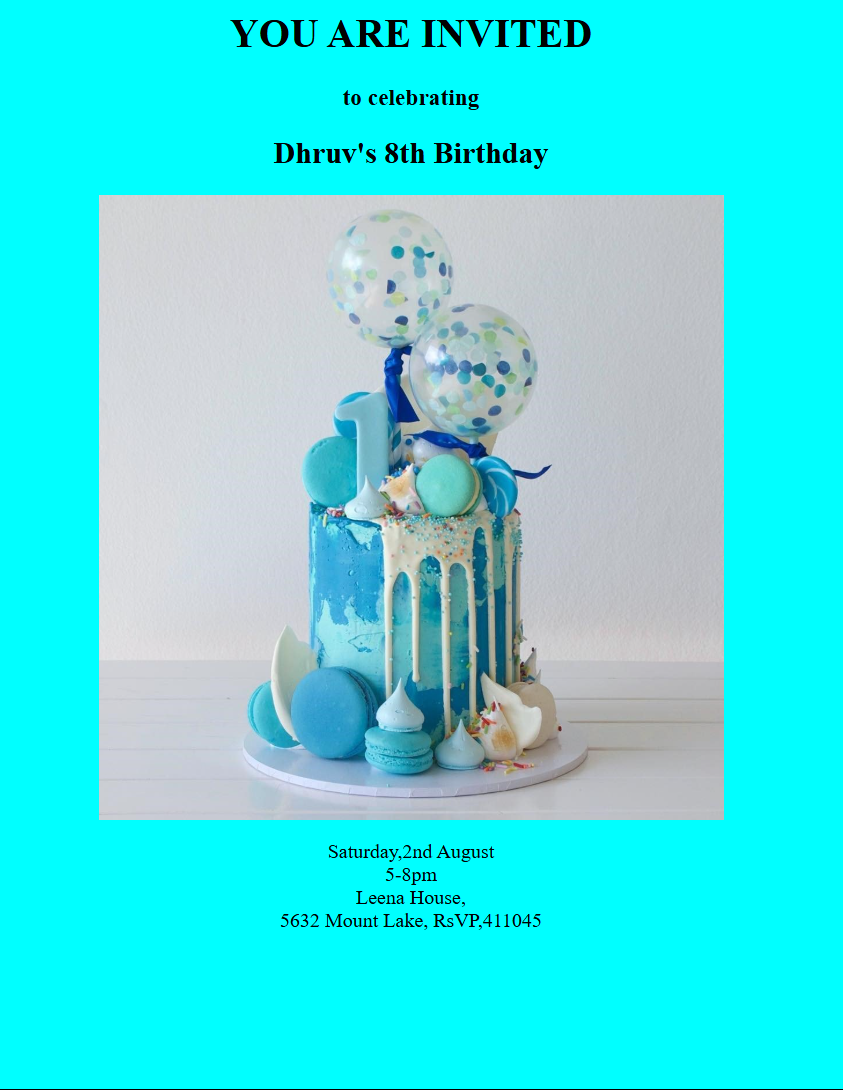 YOU ARE INVITED
to celebrating
Dhruv's 8th Birthday
1
Saturday,2nd August
5-8pm
Leena House,
5632 Mount Lake, RsVP,411045